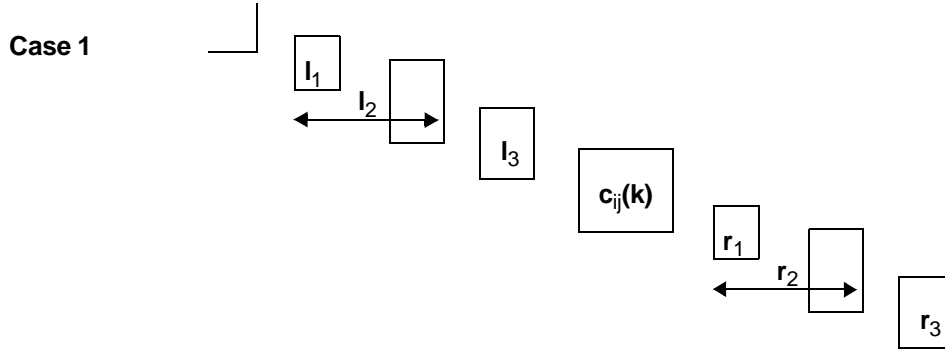 Case 1
l₁
l₂
l₃
cᵢⱼ(k)
r₁
r₂
r₃